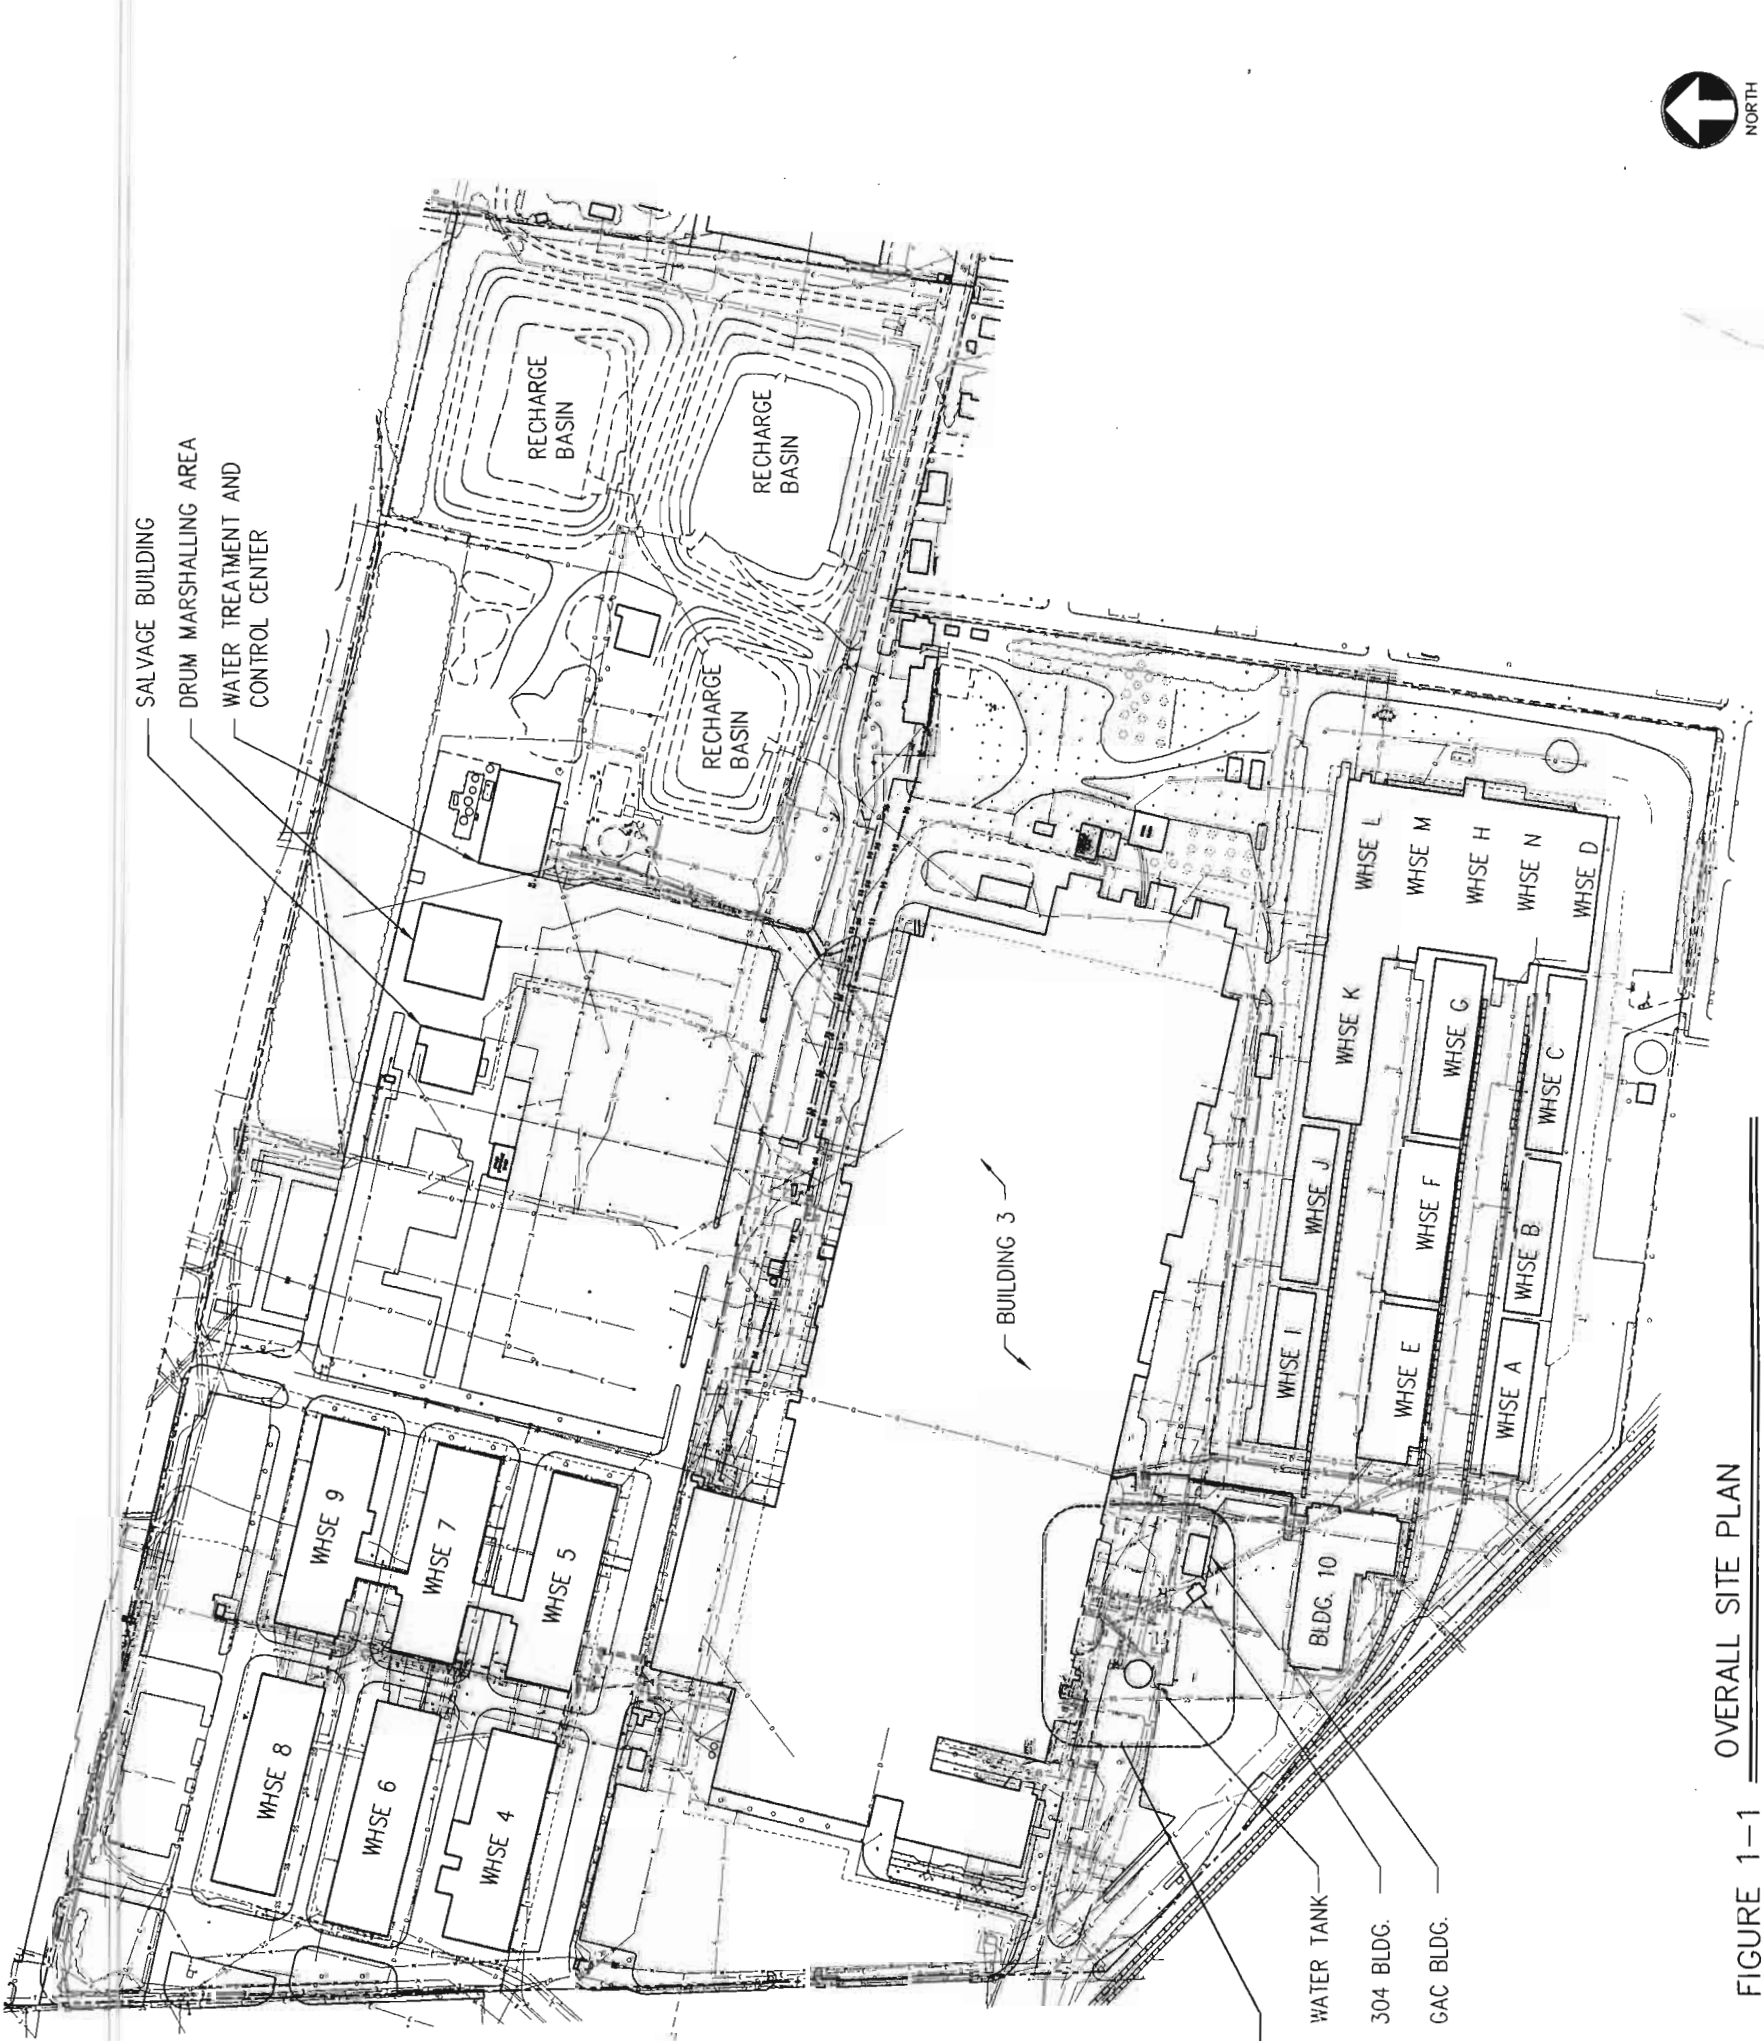 SALVAGE BUILDING
DRUM MARSHALLING AREA
WATER TREATMENT AND
CONTROL CENTER
RECHARGE
BASIN
RECHARGE
BASIN
RECHARGE
BASIN
WHSE 9
WHSE 7
WHSE 5
WHSE 8
WHSE 6
WHSE 4
BUILDING 3
WHSE L
WHSE M
WHSE H
WHSE N
WHSE D
WHSE K
WHSE G
WHSE C
WHSE J
WHSE F
WHSE B
WHSE I
WHSE E
WHSE A
BLDG. 10
WATER TANK
304 BLDG.
GAC BLDG.
NORTH
FIGURE 1-1
OVERALL SITE PLAN